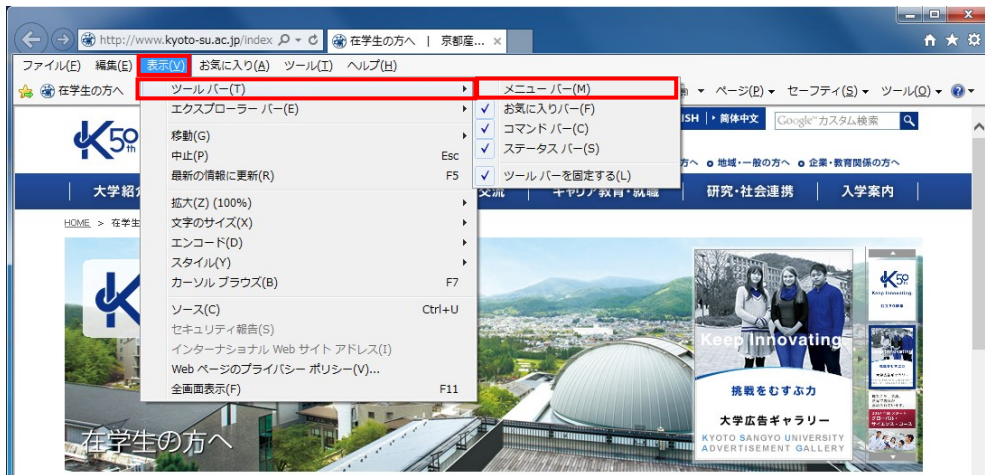 http://www.kyoto-su.ac.jp/index
在学生の方へ | 京都産...
ファイル(F) 編集(E) 表示(V) お気に入り(A) ツール(T) ヘルプ(H)
在学生の方へ
ページ(P) セーフティ(S) ツール(O)
ツール バー(T)
エクスプローラー バー(E)
移動(G)
中止(P) Esc
最新の情報に更新(R) F5
拡大(Z) (100%)
文字のサイズ(X)
エンコード(D)
スタイル(Y)
カーソル ブラウズ(B) F7
ソース(C) Ctrl+U
セキュリティ報告(S)
インターナショナル Web サイト アドレス(I)
Web ページのプライバシー ポリシー(V)...
全画面表示(F) F11
メニュー バー(M)
お気に入りバー(F)
コマンド バー(C)
ステータス バー(S)
ツール バーを固定する(L)
K50th
ISH 简体中文 Google カスタム検索
方へ 地域・一般の方へ 企業・教育関係の方へ
大学紹 交流 キャリア教育・就職 研究・社会連携 入学案内
HOME > 在学生
在学生の方へ
Keep Innovating.
挑戦をむすぶ力
大学広告ギャラリー
KYOTO SANGYO UNIVERSITY
ADVERTISEMENT GALLERY
K50th
Keep Innovating.